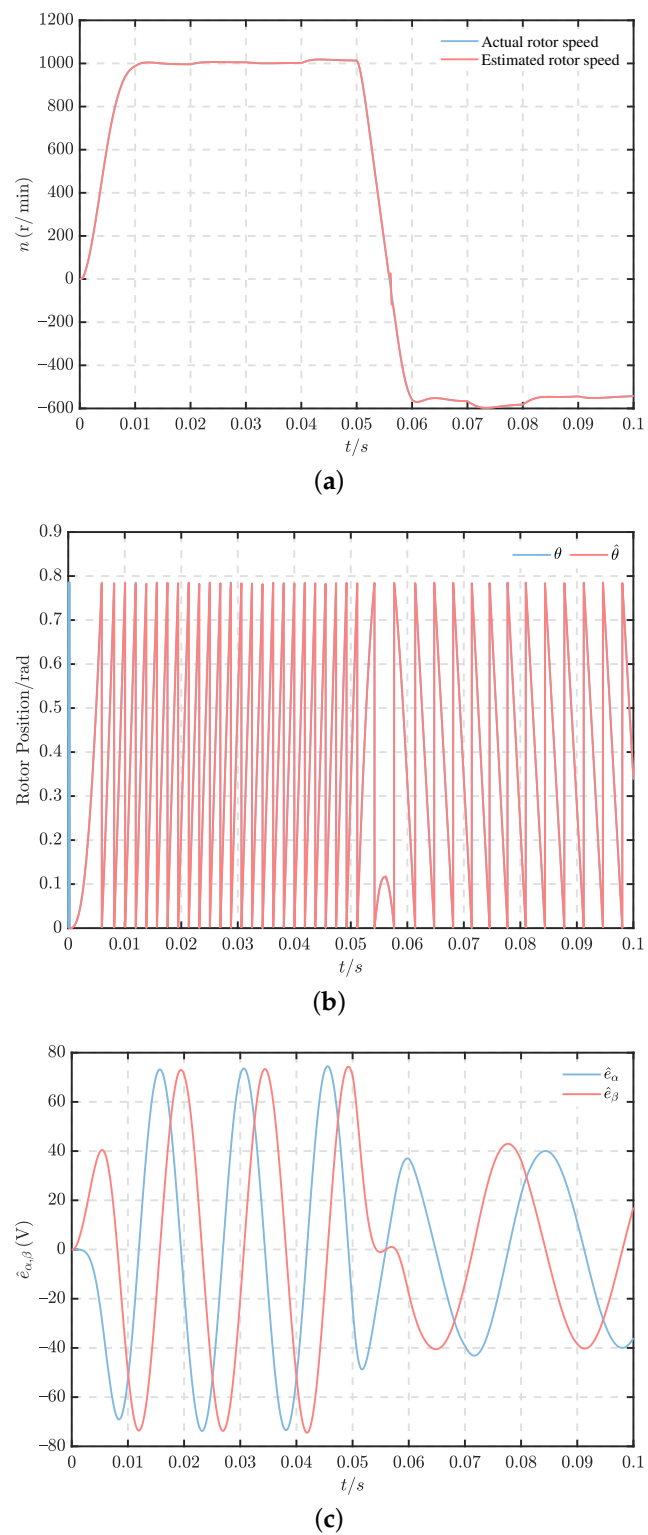 1200
1000
800
600
400
200
0
−200
−400
−600
n (r/min)
Actual rotor speed
Estimated rotor speed
0 0.01 0.02 0.03 0.04 0.05 0.06 0.07 0.08 0.09 0.1
t/s
(a)
0.9
0.8
0.7
0.6
0.5
0.4
0.3
0.2
0.1
0
Rotor Position/rad
θ θ̂
0 0.01 0.02 0.03 0.04 0.05 0.06 0.07 0.08 0.09 0.1
t/s
(b)
80
60
40
20
0
−20
−40
−60
−80
ê_{α,β} (V)
ê_α
ê_β
0 0.01 0.02 0.03 0.04 0.05 0.06 0.07 0.08 0.09 0.1
t/s
(c)